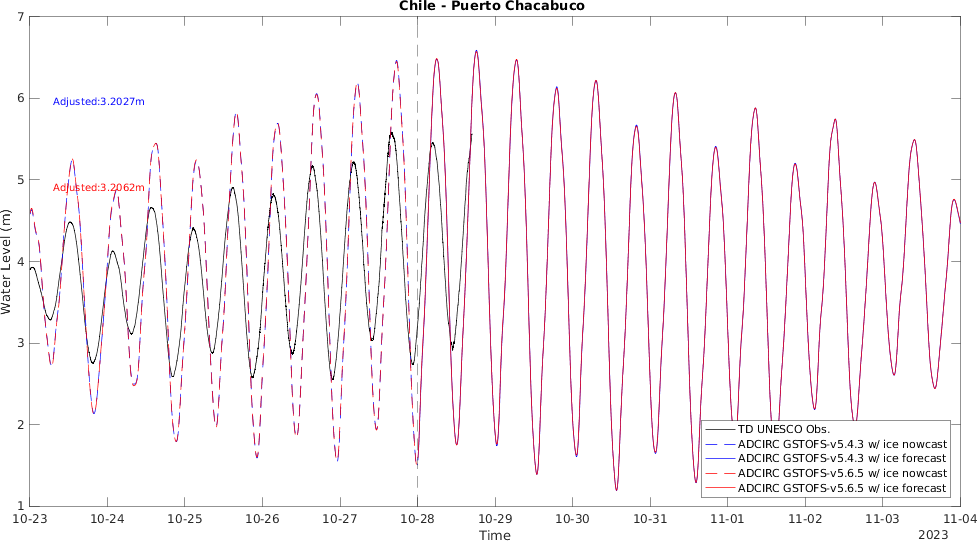 Chile - Puerto Chacabuco
7
6
5
4
3
2
1
Water Level (m)
Adjusted:3.2027m
Adjusted:3.2062m
TD UNESCO Obs.
ADCIRC GSTOFS-v5.4.3 w/ ice nowcast
ADCIRC GSTOFS-v5.4.3 w/ ice forecast
ADCIRC GSTOFS-v5.6.5 w/ ice nowcast
ADCIRC GSTOFS-v5.6.5 w/ ice forecast
10-23 10-24 10-25 10-26 10-27 10-28 10-29 10-30 10-31 11-01 11-02 11-03 11-04
Time
2023